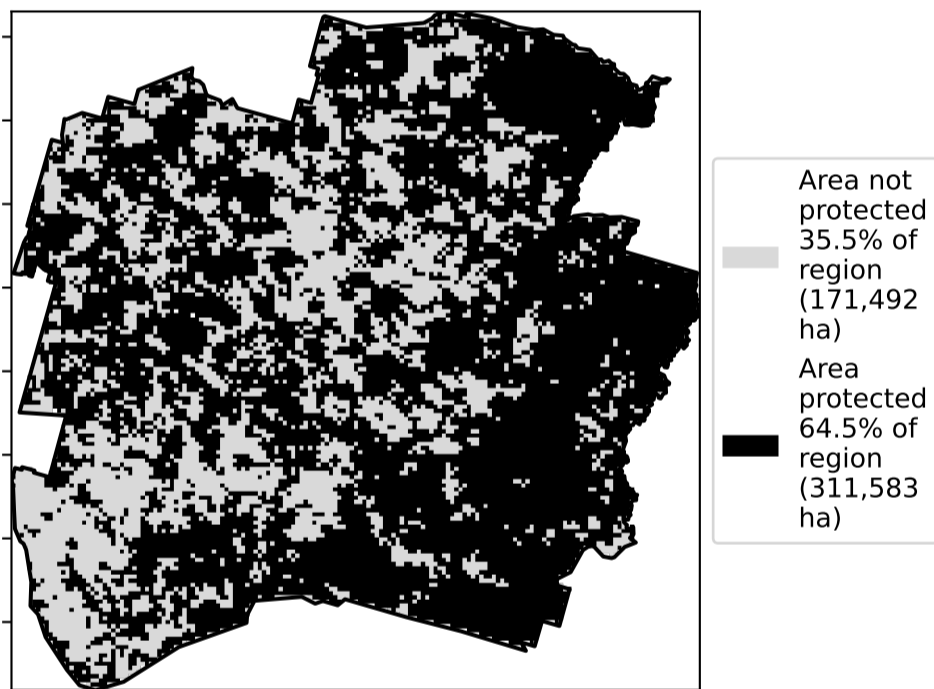 Area not
protected
35.5% of
region
(171,492
ha)
Area
protected
64.5% of
region
(311,583
ha)